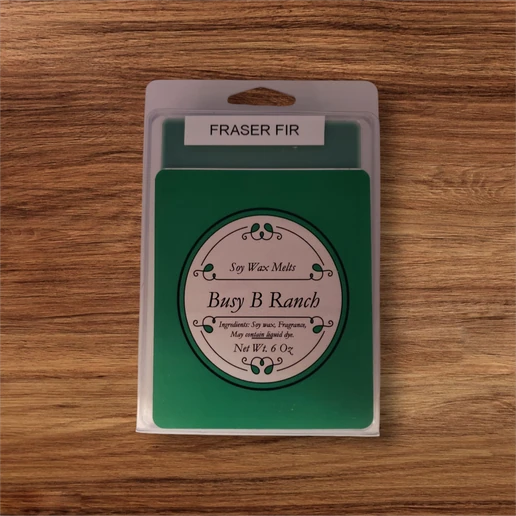 FRASER FIR
Soy Wax Melts
Busy B Ranch
Ingredients: Soy wax, Fragrance,
May contain liquid dye.
Net Wt. 6 Oz